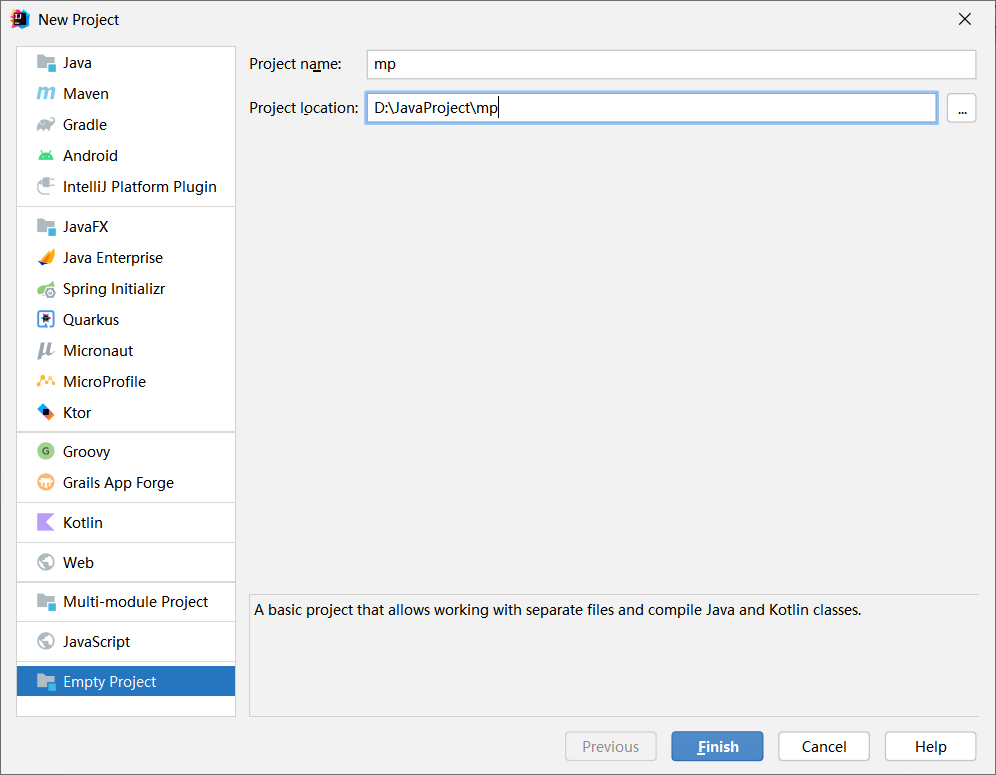 New Project
Java
Maven
Gradle
Android
IntelliJ Platform Plugin
JavaFX
Java Enterprise
Spring Initializr
Quarkus
Micronaut
MicroProfile
Ktor
Groovy
Grails App Forge
Kotlin
Web
Multi-module Project
JavaScript
Empty Project
Project name: mp
Project location: D:\JavaProject\mp ...
A basic project that allows working with separate files and compile Java and Kotlin classes.
Previous Finish Cancel Help